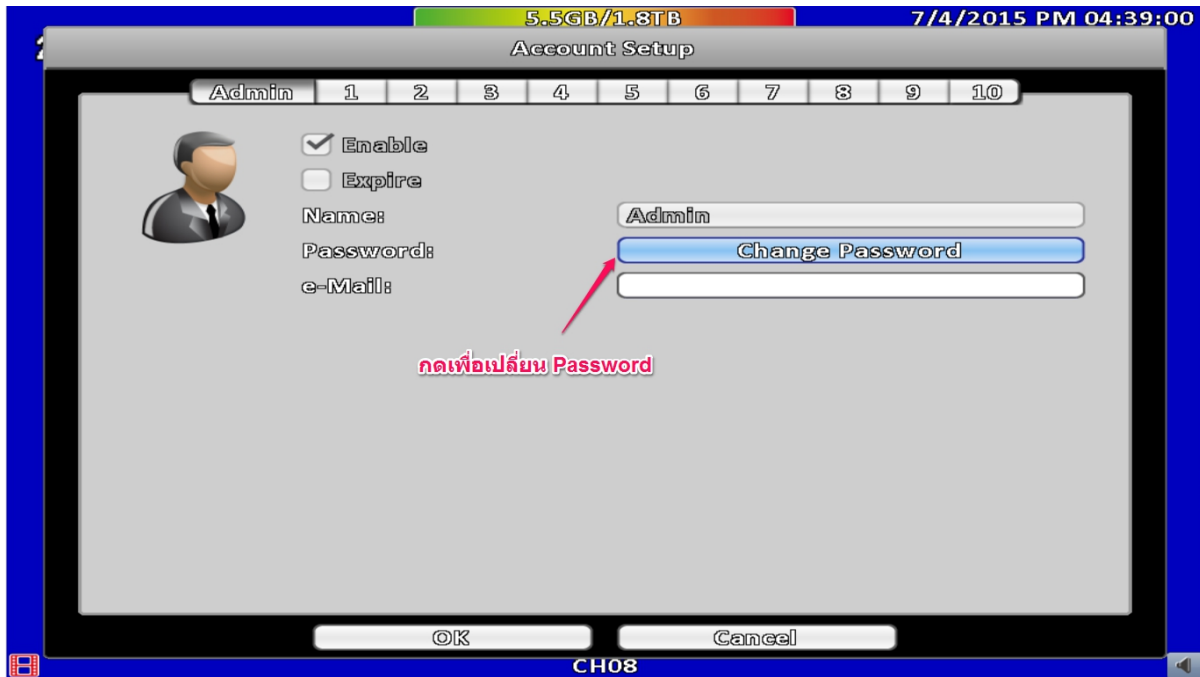 5.5GB/1.8TB
7/4/2015 PM 04:39:00
Account Setup
Admin 1 2 3 4 5 6 7 8 9 10
Enable
Expire
Name: Admin
Password: Change Password
e-Mail:
กดเพื่อเปลี่ยน Password
OK Cancel
CH08